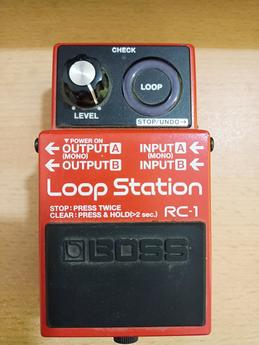 CHECK
LEVEL
LOOP
STOP/UNDO→
▼POWER ON
←OUTPUT A
(MONO)
←OUTPUT B
INPUT A←
(MONO)
INPUT B←
Loop Station
STOP : PRESS TWICE
CLEAR : PRESS & HOLD(>2 sec.)
RC-1
BOSS